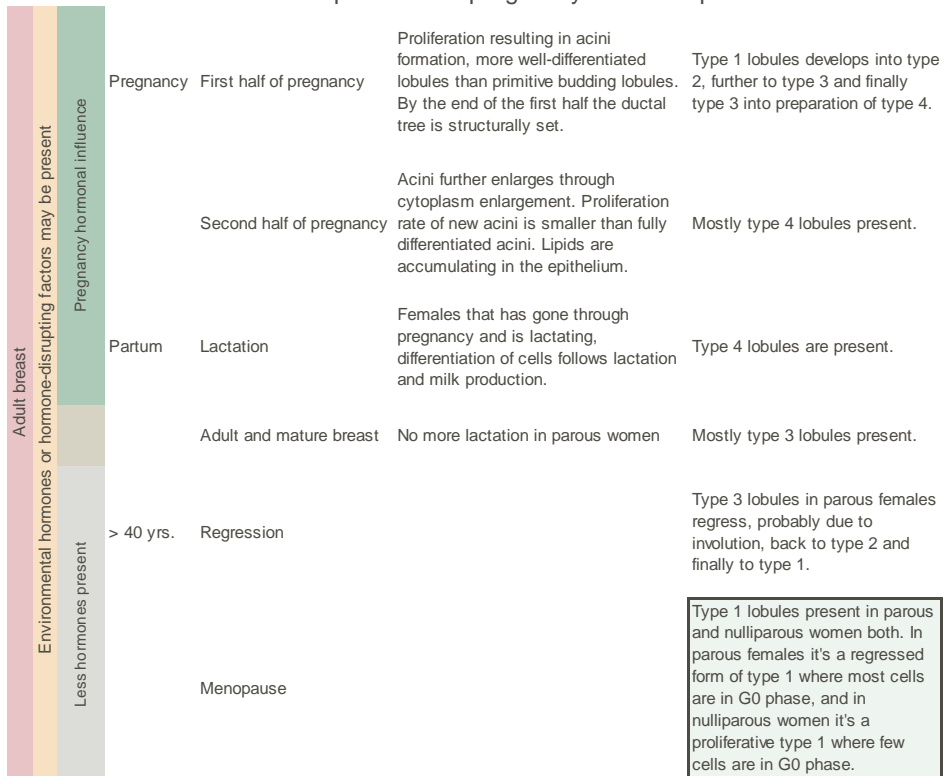 Adult breast
Environmental hormones or hormone-disrupting factors may be present
Pregnancy hormonal influence
Less hormones present
Pregnancy
First half of pregnancy
Proliferation resulting in acini
formation, more well-differentiated
lobules than primitive budding lobules.
By the end of the first half the ductal
tree is structurally set.
Type 1 lobules develops into type
2, further to type 3 and finally
type 3 into preparation of type 4.
Second half of pregnancy
Acini further enlarges through
cytoplasm enlargement. Proliferation
rate of new acini is smaller than fully
differentiated acini. Lipids are
accumulating in the epithelium.
Mostly type 4 lobules present.
Partum
Lactation
Females that has gone through
pregnancy and is lactating,
differentiation of cells follows lactation
and milk production.
Type 4 lobules are present.
Adult and mature breast
No more lactation in parous women
Mostly type 3 lobules present.
> 40 yrs.
Regression
Type 3 lobules in parous females
regress, probably due to
involution, back to type 2 and
finally to type 1.
Menopause
Type 1 lobules present in parous
and nulliparous women both. In
parous females it's a regressed
form of type 1 where most cells
are in G0 phase, and in
nulliparous women it's a
proliferative type 1 where few
cells are in G0 phase.